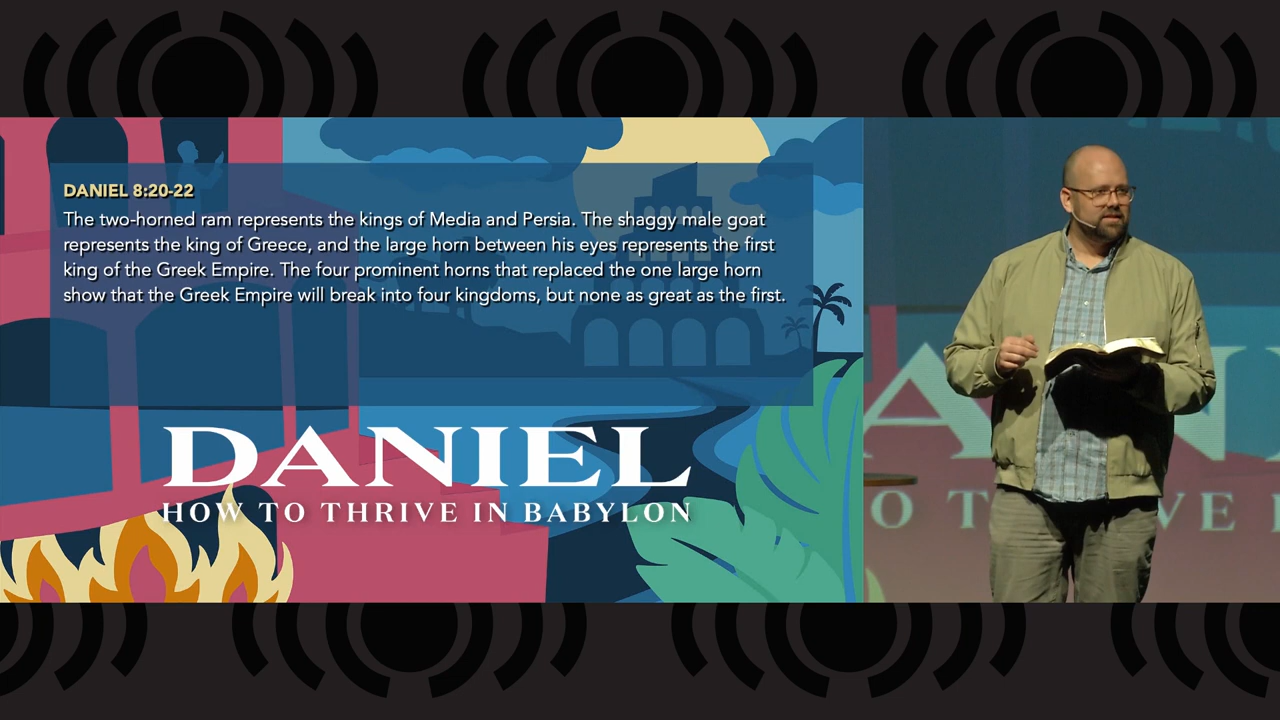 DANIEL 8:20-22
The two-horned ram represents the kings of Media and Persia. The shaggy male goat
represents the king of Greece, and the large horn between his eyes represents the first
king of the Greek Empire. The four prominent horns that replaced the one large horn
show that the Greek Empire will break into four kingdoms, but none as great as the first.
DANIEL
HOW TO THRIVE IN BABYLON